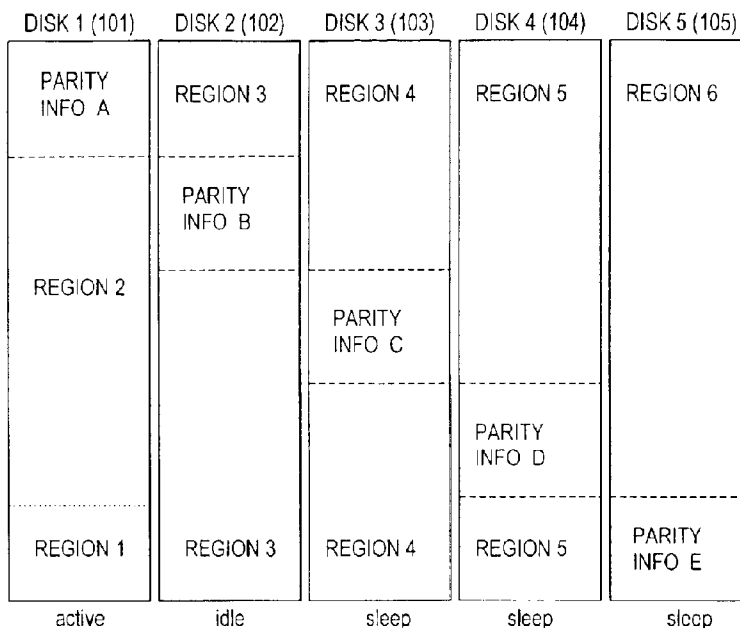 DISK 1 (101) DISK 2 (102) DISK 3 (103) DISK 4 (104) DISK 5 (105)
PARITY
INFO A
REGION 3
REGION 4
REGION 5
REGION 6
PARITY
INFO B
REGION 2
PARITY
INFO C
PARITY
INFO D
REGION 1
REGION 3
REGION 4
REGION 5
PARITY
INFO E
active idle sleep sleep sleep